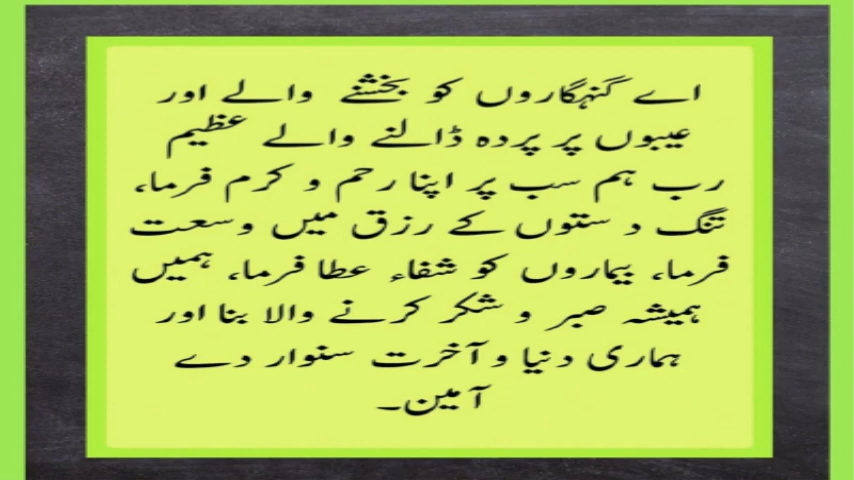 اے گنہگاروں کو بخشنے والے اور
عیبوں پر پردہ ڈالنے والے عظیم
رب ہم سب پر اپنا رحم و کرم فرما،
تنگ دستوں کے رزق میں وسعت
فرما، بیماروں کو شفاء عطا فرما، ہمیں
ہمیشہ صبر و شکر کرنے والا بنا اور
ہماری دنیا و آخرت سنوار دے
آمین۔